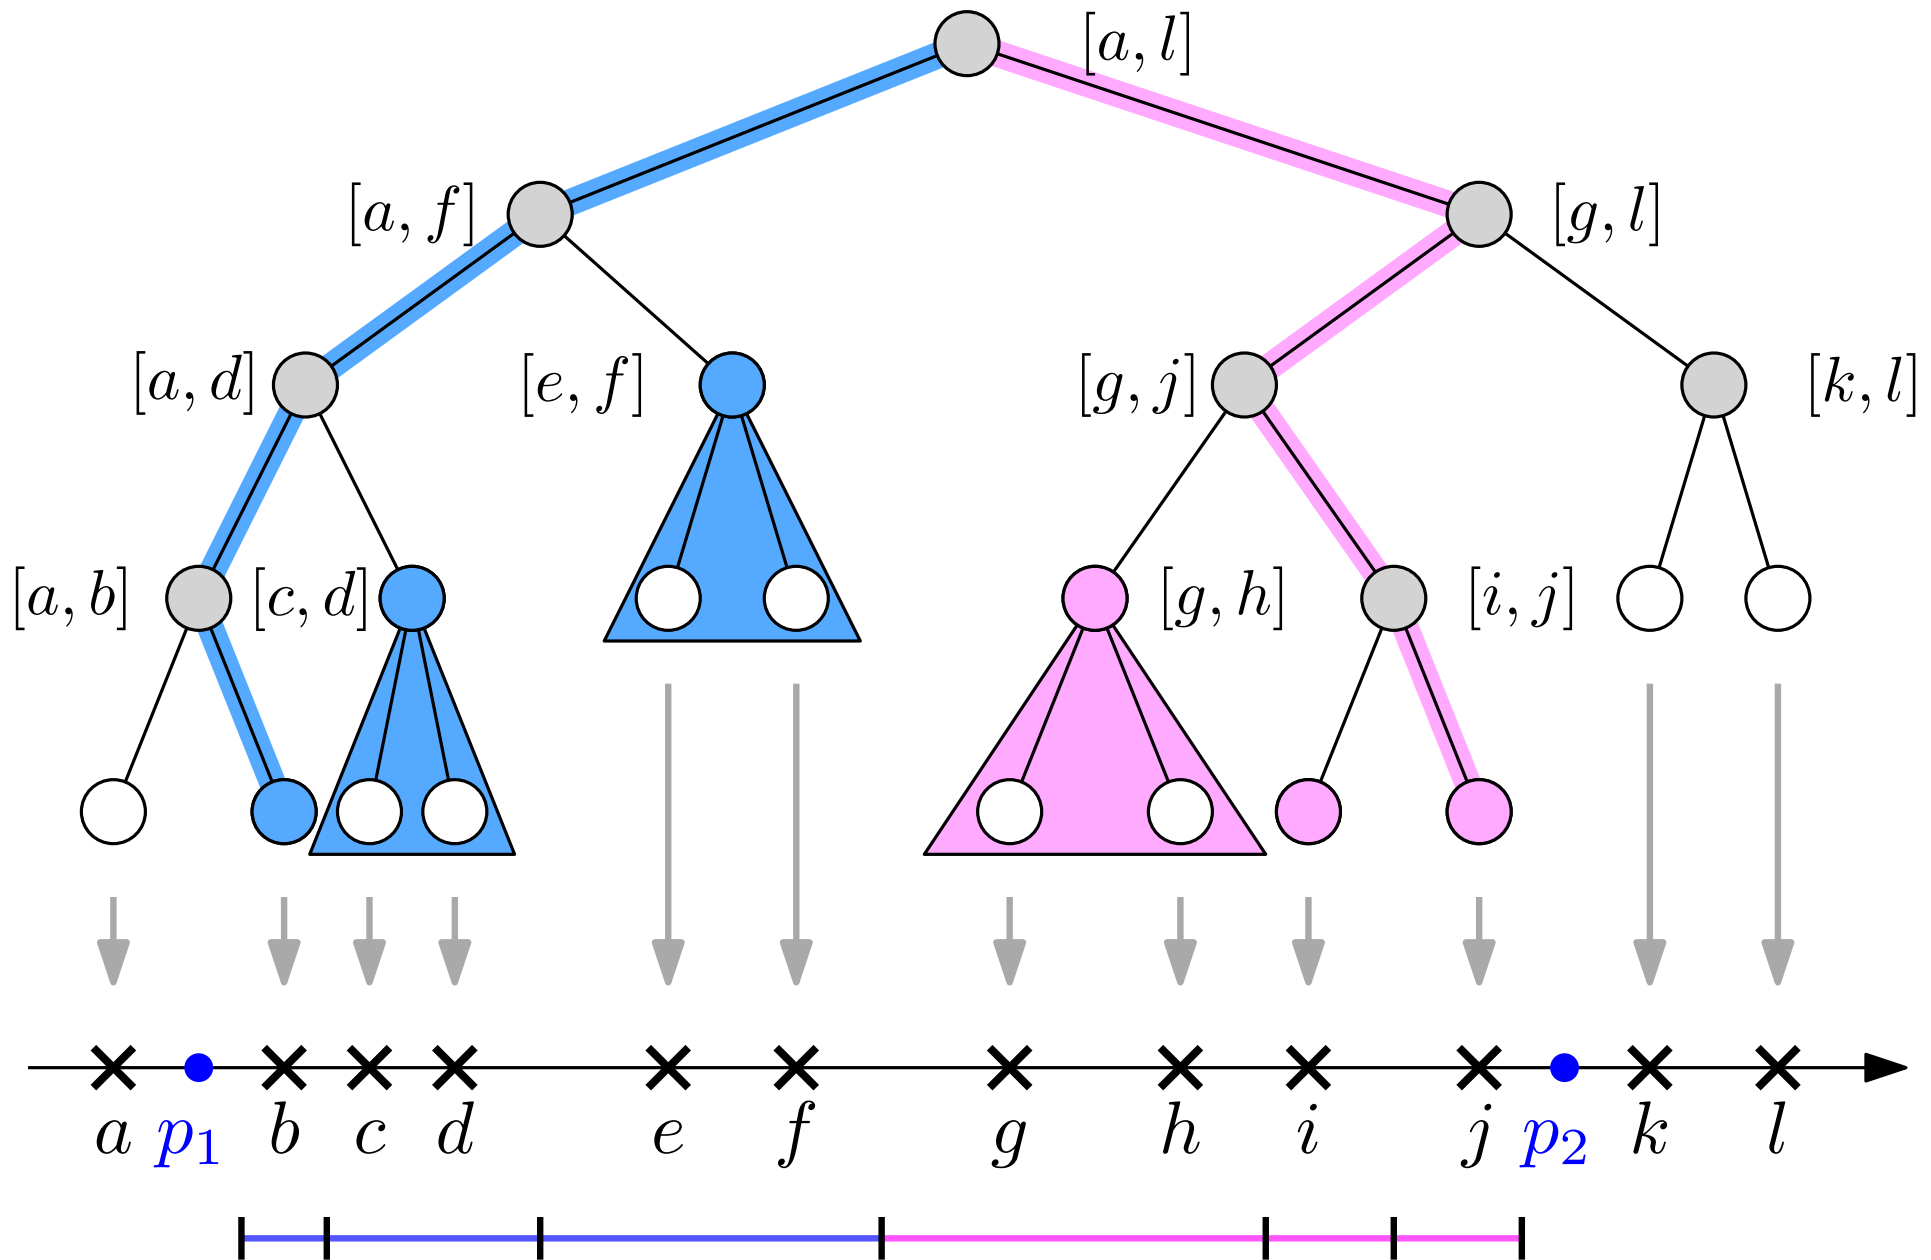 [a, l]
[a, f]
[g, l]
[a, d]
[e, f]
[g, j]
[k, l]
[a, b]
[c, d]
[g, h]
[i, j]
a p1 b c d e f g h i j p2 k l